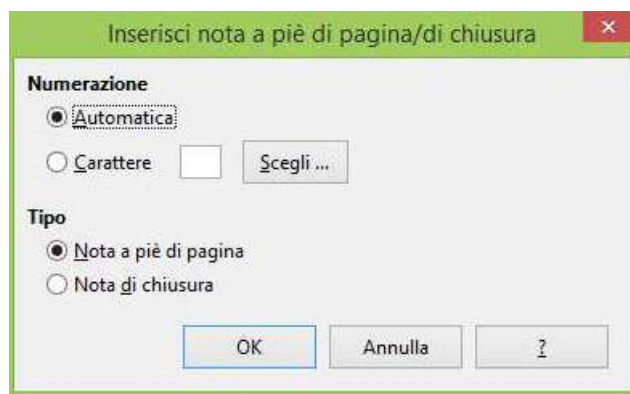 Inserisci nota a piè di pagina/di chiusura
Numerazione
Automatica
Carattere
Scegli ...
Tipo
Nota a piè di pagina
Nota di chiusura
OK
Annulla
?